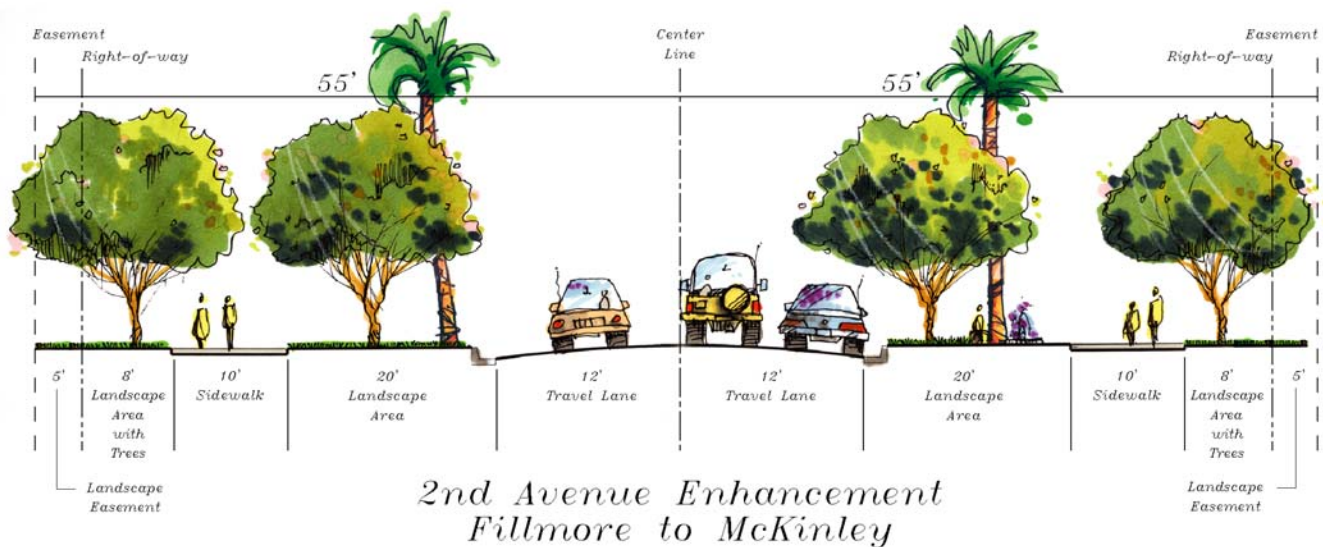 Easement
Right-of-way
Center
Line
Easement
Right-of-way
55'
55'
5'
8'
Landscape
Area
with
Trees
10'
Sidewalk
20'
Landscape
Area
12'
Travel Lane
12'
Travel Lane
20'
Landscape
Area
10'
Sidewalk
8'
Landscape
Area
with
Trees
5'
Landscape
Easement
Landscape
Easement
2nd Avenue Enhancement
Fillmore to McKinley